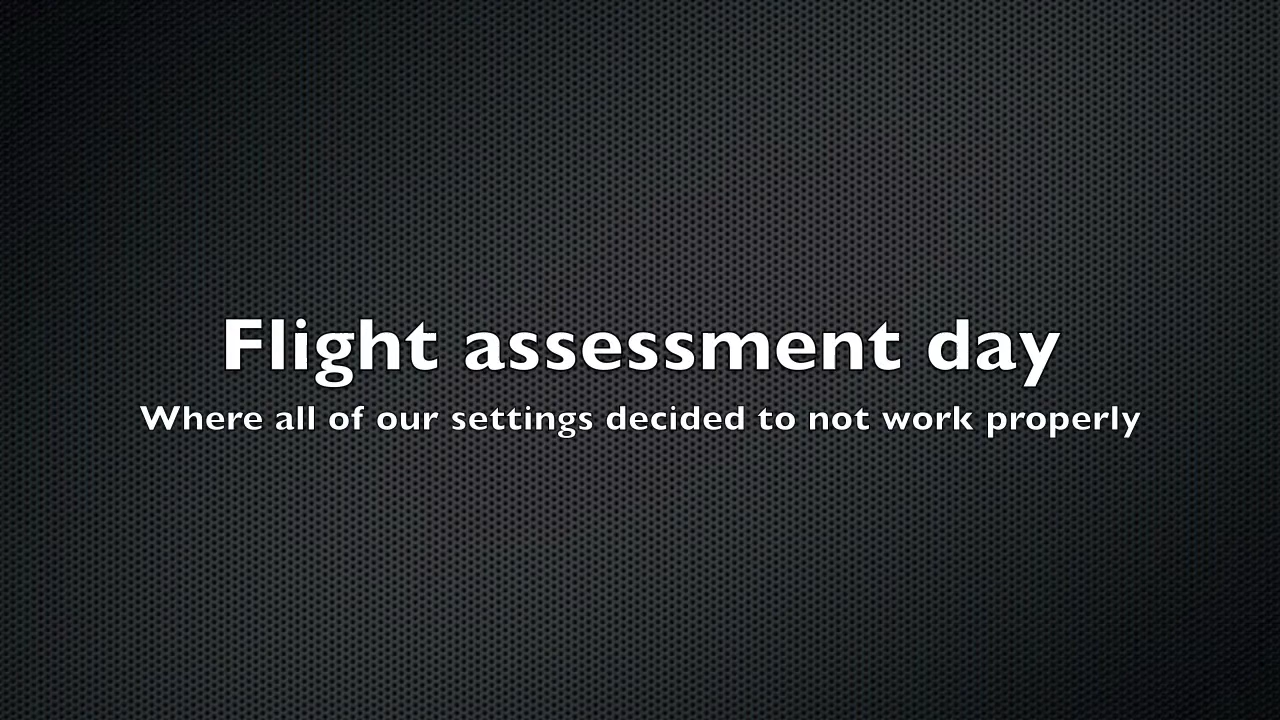 Flight assessment day
Where all of our settings decided to not work properly